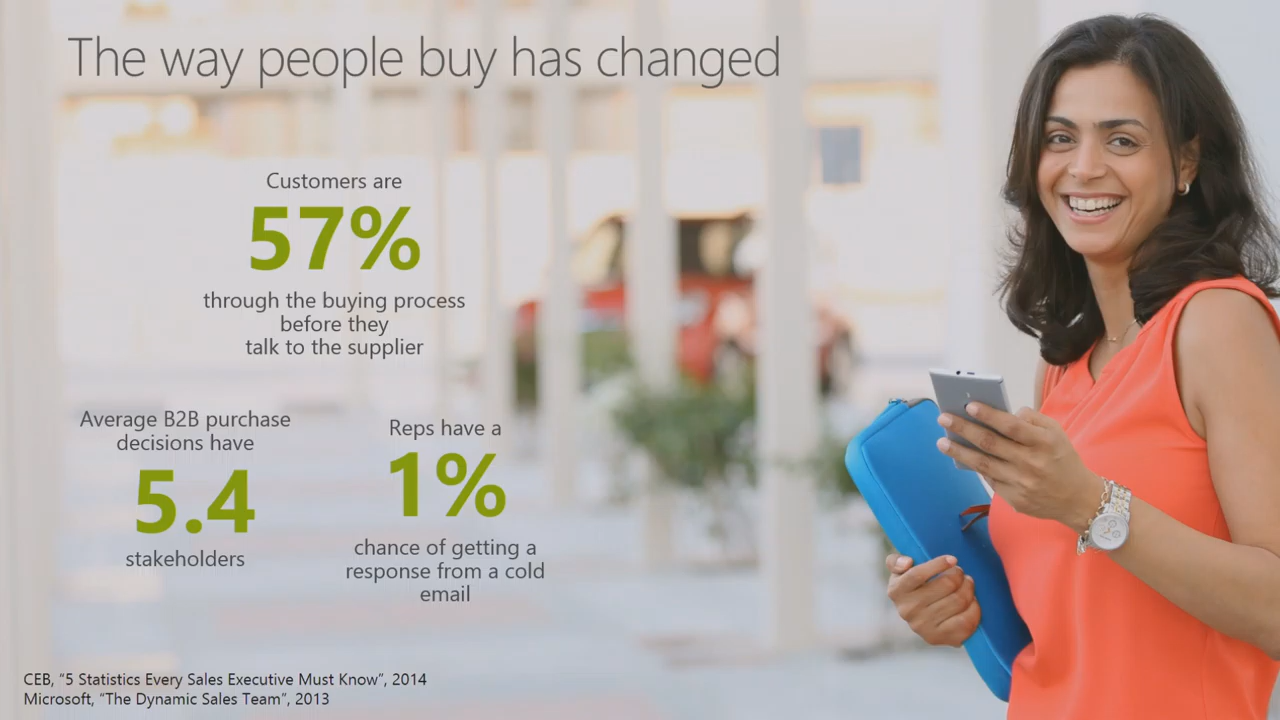 The way people buy has changed
Customers are
57%
through the buying process
before they
talk to the supplier
Average B2B purchase
decisions have
5.4
stakeholders
Reps have a
1%
chance of getting a
response from a cold
email
CEB, “5 Statistics Every Sales Executive Must Know”, 2014
Microsoft, “The Dynamic Sales Team”, 2013